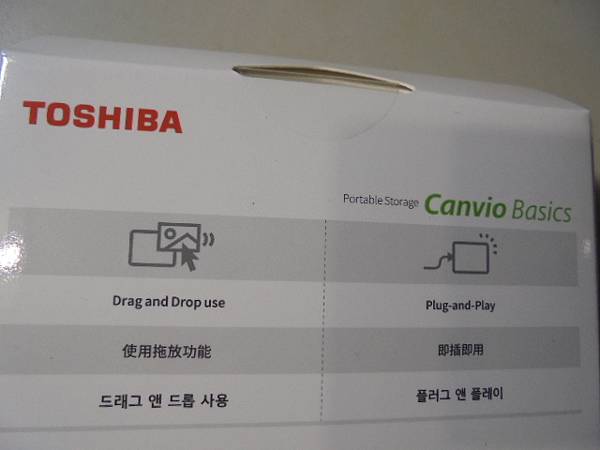 TOSHIBA
Portable Storage Canvio Basics
Drag and Drop use
Plug-and-Play
使用拖放功能
即插即用
드래그 앤 드롭 사용
플러그 앤 플레이